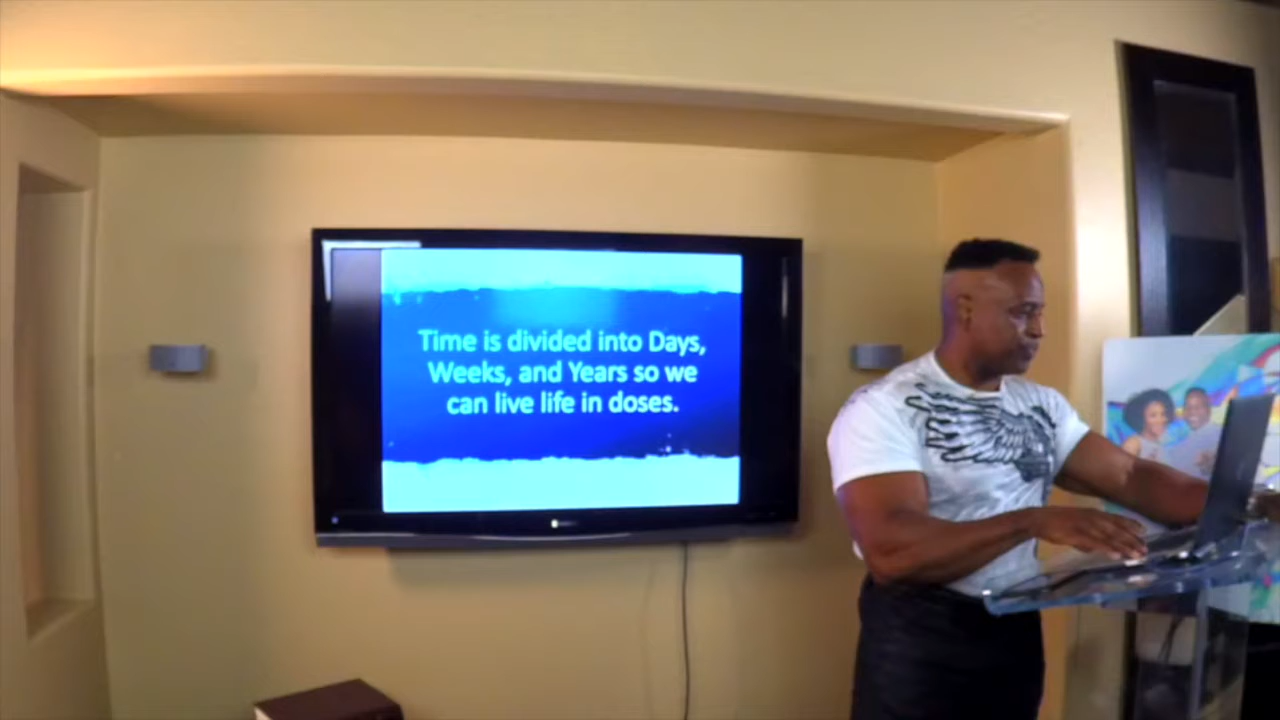 Time is divided into Days,
Weeks, and Years so we
can live life in doses.